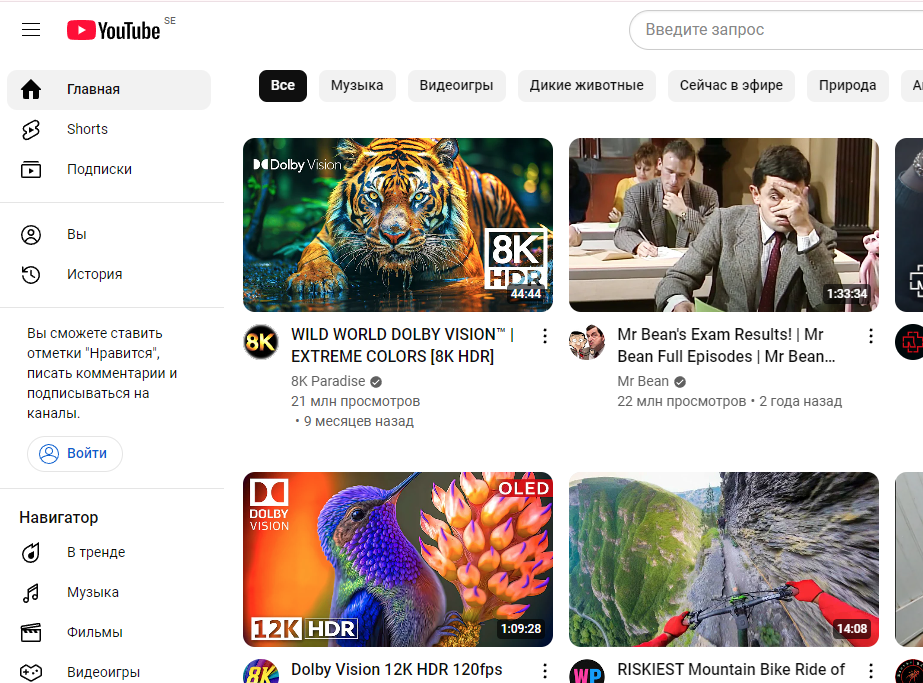 YouTube SE
Введите запрос
Главная
Shorts
Подписки
Вы
История
Вы сможете ставить
отметки "Нравится",
писать комментарии и
подписываться на
каналы.
Войти
Навигатор
В тренде
Музыка
Фильмы
Видеоигры
Все
Музыка
Видеоигры
Дикие животные
Сейчас в эфире
Природа
Dolby Vision
8K
HDR
44:44
1:33:34
8K
WILD WORLD DOLBY VISION™ |
EXTREME COLORS [8K HDR]
8K Paradise
21 млн просмотров
• 9 месяцев назад
Mr Bean's Exam Results! | Mr
Bean Full Episodes | Mr Bean...
Mr Bean
22 млн просмотров • 2 года назад
DOLBY
VISION
OLED
12K HDR
1:09:28
14:08
8K
Dolby Vision 12K HDR 120fps
WP
RISKIEST Mountain Bike Ride of